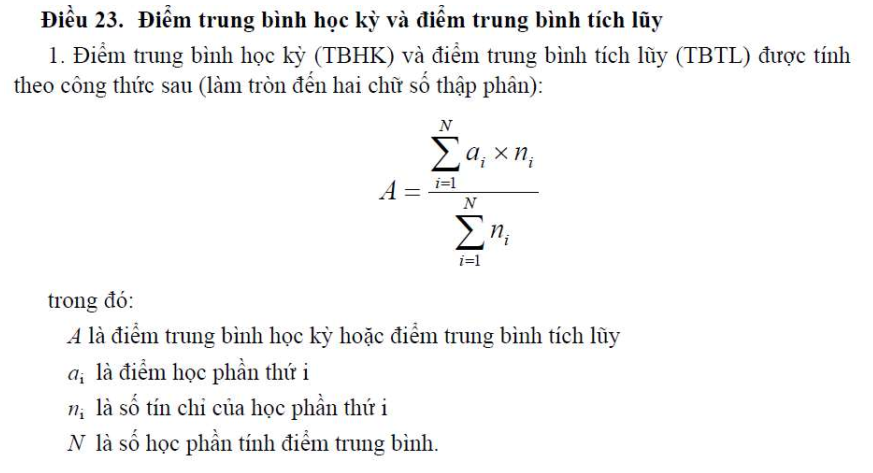 Điều 23. Điểm trung bình học kỳ và điểm trung bình tích lũy
1. Điểm trung bình học kỳ (TBHK) và điểm trung bình tích lũy (TBTL) được tính
theo công thức sau (làm tròn đến hai chữ số thập phân):
A = \frac{\sum_{i=1}^{N} a_i \times n_i}{\sum_{i=1}^{N} n_i}
trong đó:
A là điểm trung bình học kỳ hoặc điểm trung bình tích lũy
a_i là điểm học phần thứ i
n_i là số tín chỉ của học phần thứ i
N là số học phần tính điểm trung bình.